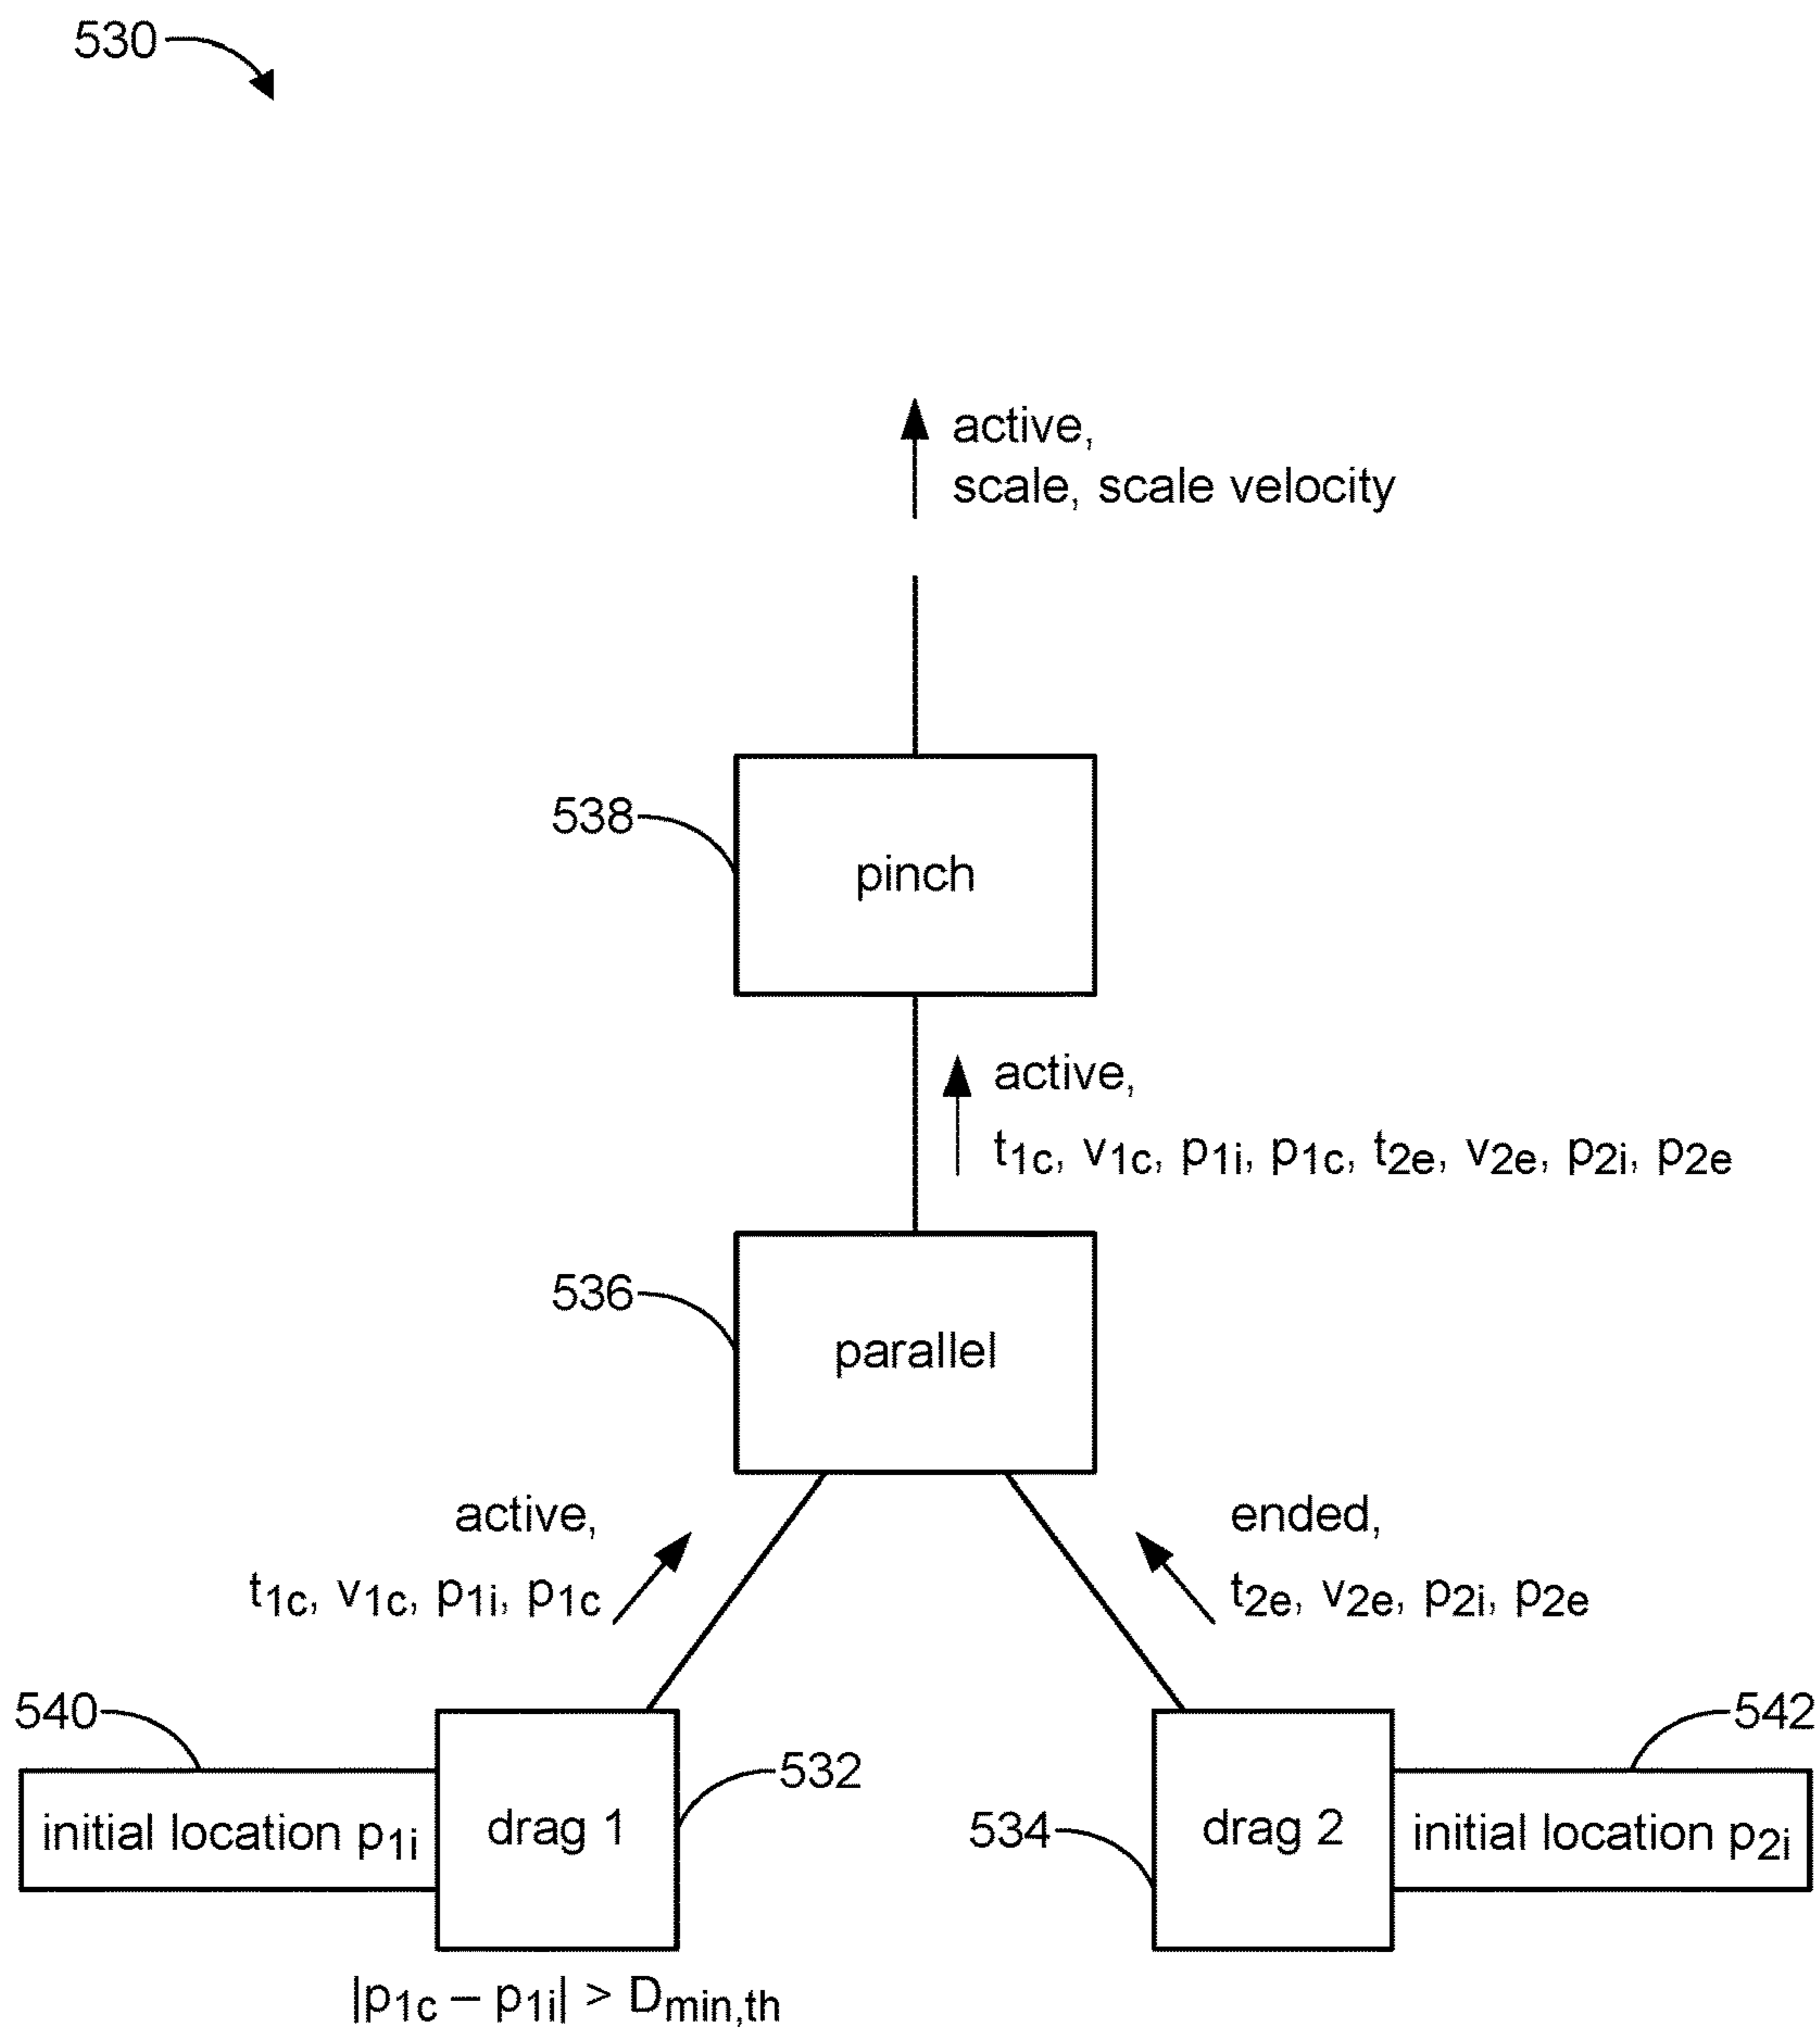 530
active,
scale, scale velocity
538
pinch
active,
t1c, v1c, p1i, p1c, t2e, v2e, p2i, p2e
536
parallel
active,
t1c, v1c, p1i, p1c
ended,
t2e, v2e, p2i, p2e
540
542
532
initial location p1i
drag 1
534
drag 2
initial location p2i
|p1c – p1i| > Dmin,th